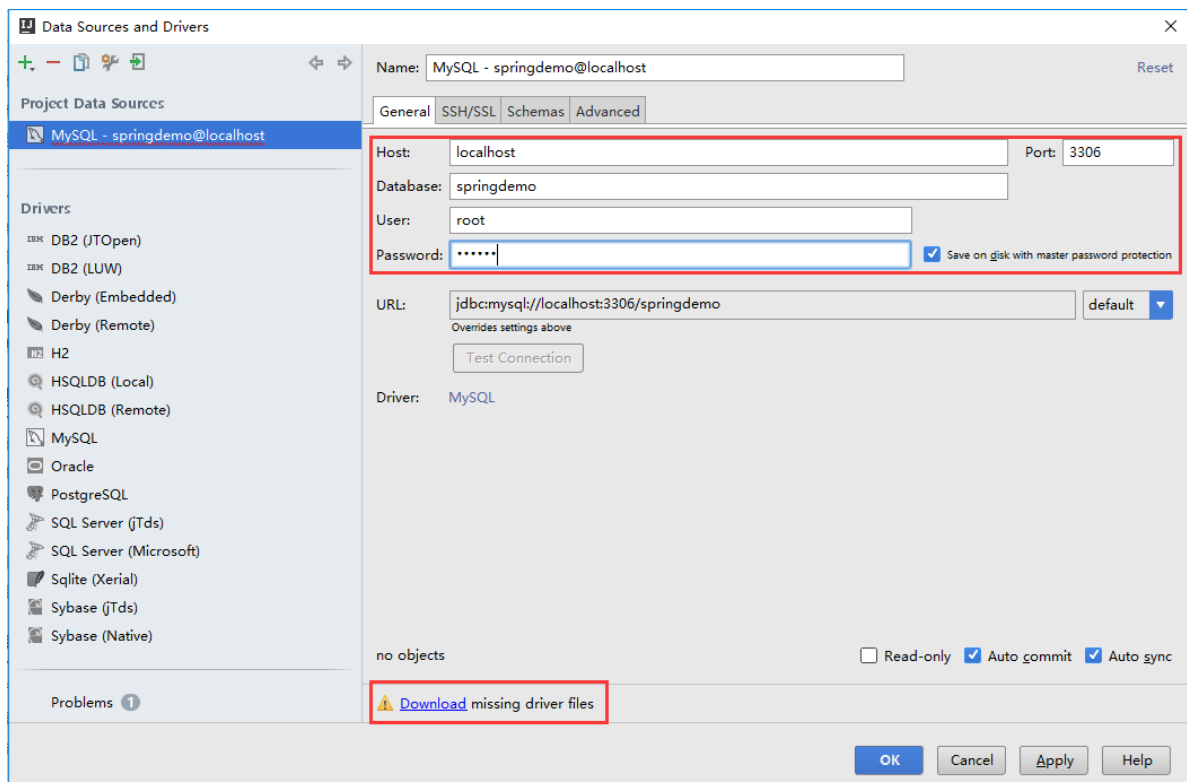 Data Sources and Drivers
Project Data Sources
MySQL - springdemo@localhost
Drivers
DB2 (JTOpen)
DB2 (LUW)
Derby (Embedded)
Derby (Remote)
H2
HSQLDB (Local)
HSQLDB (Remote)
MySQL
Oracle
PostgreSQL
SQL Server (jTds)
SQL Server (Microsoft)
Sqlite (Xerial)
Sybase (jTds)
Sybase (Native)
Problems 1
Name: MySQL - springdemo@localhost Reset
General SSH/SSL Schemas Advanced
Host: localhost Port: 3306
Database: springdemo
User: root
Password: •••••• Save on disk with master password protection
URL: jdbc:mysql://localhost:3306/springdemo default
Overrides settings above
Test Connection
Driver: MySQL
no objects Read-only Auto commit Auto sync
Download missing driver files
OK Cancel Apply Help